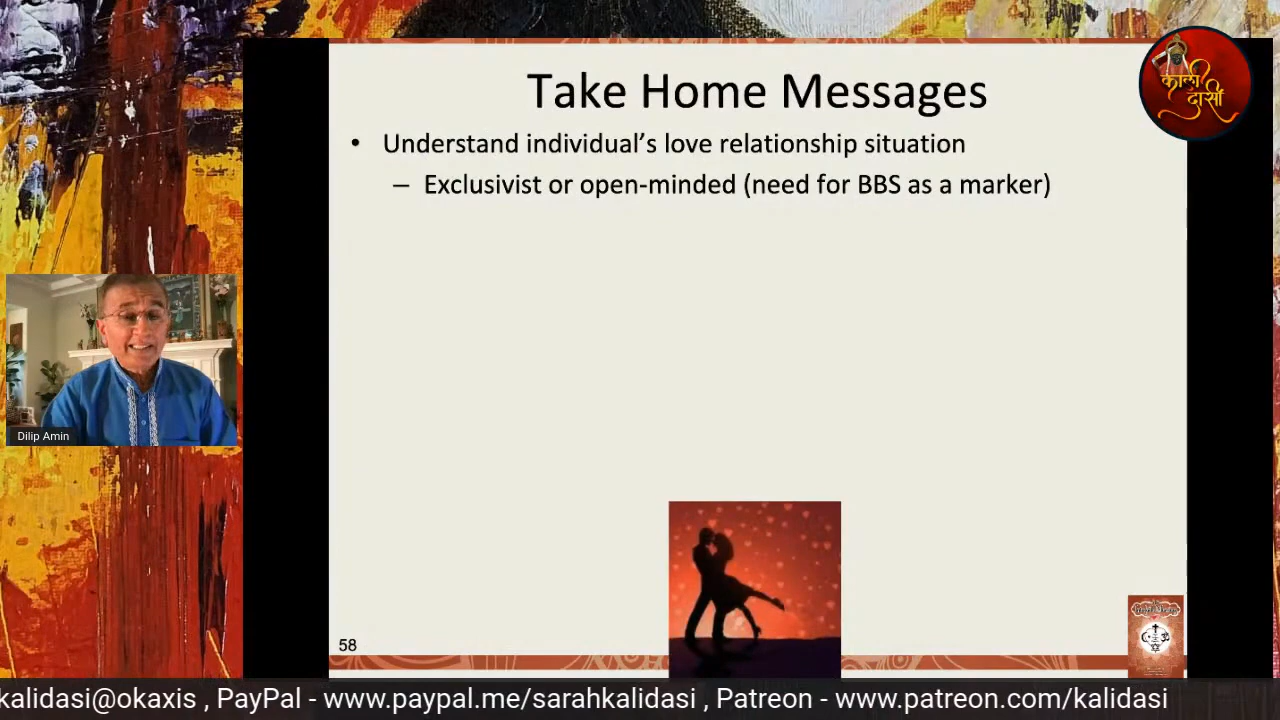 काली
दासी
Take Home Messages
• Understand individual's love relationship situation
– Exclusivist or open-minded (need for BBS as a marker)
Dilip Amin
58
kalidasi@okaxis , PayPal - www.paypal.me/sarahkalidasi , Patreon - www.patreon.com/kalidasi